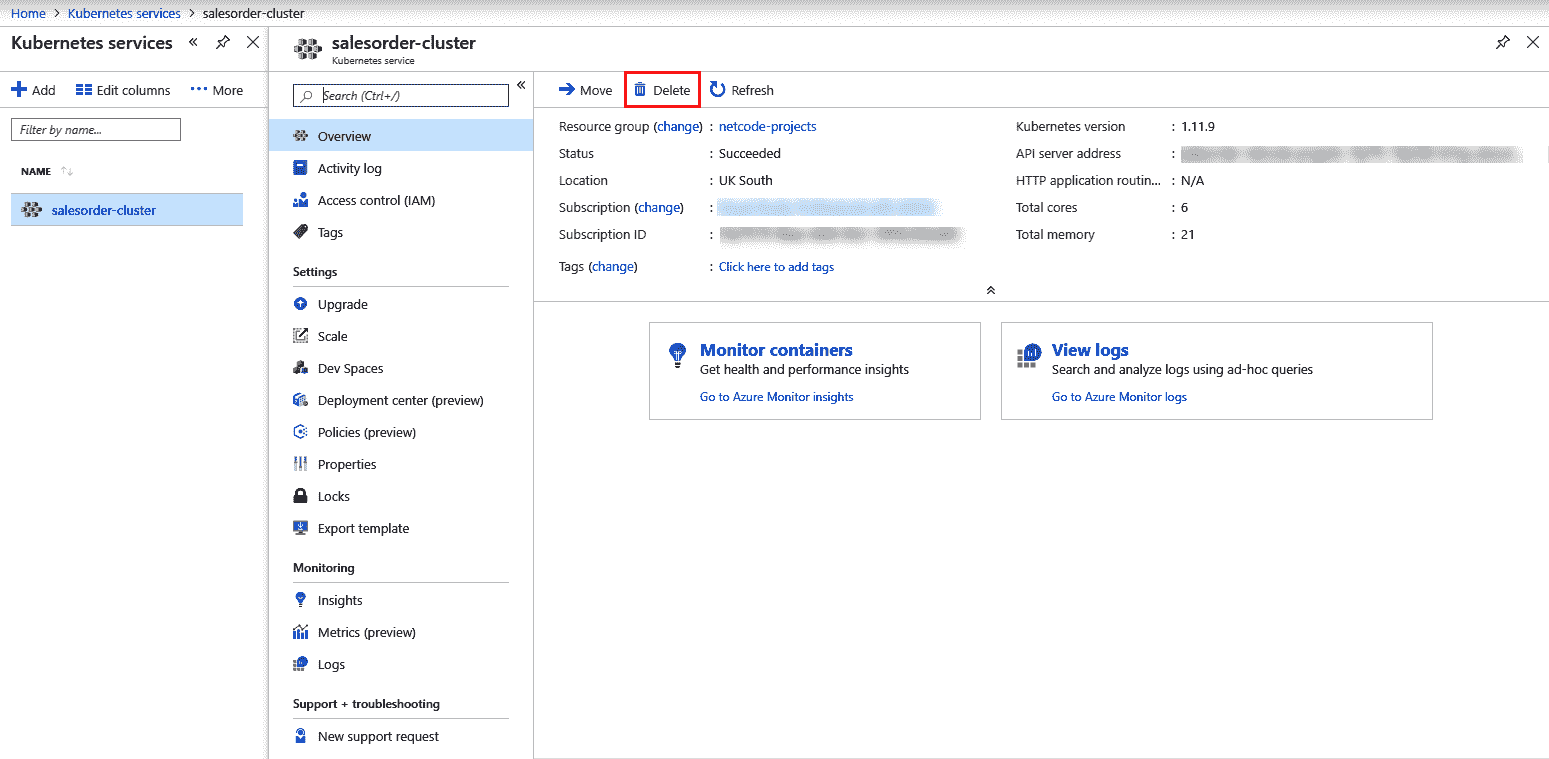 Home > Kubernetes services > salesorder-cluster
Kubernetes services
Add Edit columns More
Filter by name...
NAME
salesorder-cluster
salesorder-cluster
Kubernetes service
Search (Ctrl+/)
Overview
Activity log
Access control (IAM)
Tags
Settings
Upgrade
Scale
Dev Spaces
Deployment center (preview)
Policies (preview)
Properties
Locks
Export template
Monitoring
Insights
Metrics (preview)
Logs
Support + troubleshooting
New support request
Move Delete Refresh
Resource group (change) : netcode-projects
Status : Succeeded
Location : UK South
Subscription (change) :
Subscription ID :
Tags (change) : Click here to add tags
Kubernetes version : 1.11.9
API server address :
HTTP application routin... : N/A
Total cores : 6
Total memory : 21
Monitor containers
Get health and performance insights
Go to Azure Monitor insights
View logs
Search and analyze logs using ad-hoc queries
Go to Azure Monitor logs